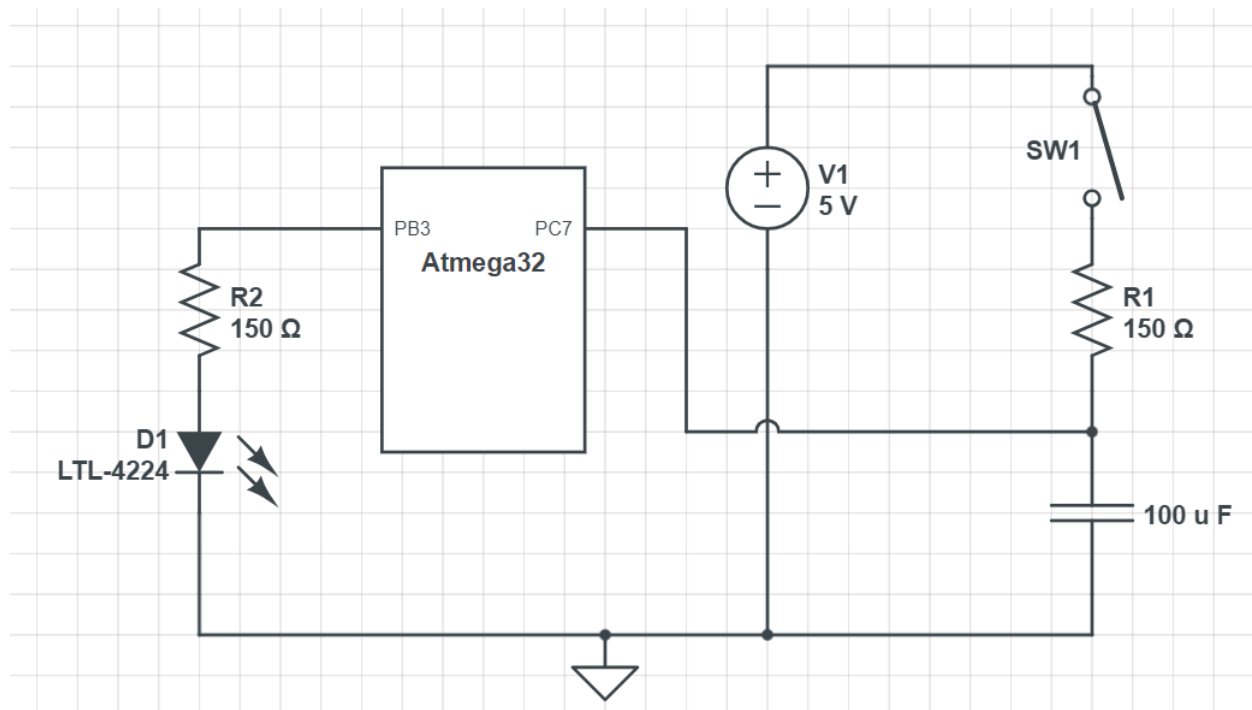 SW1
V1
5 V
PB3
PC7
Atmega32
R2
150 Ω
R1
150 Ω
D1
LTL-4224
100 u F